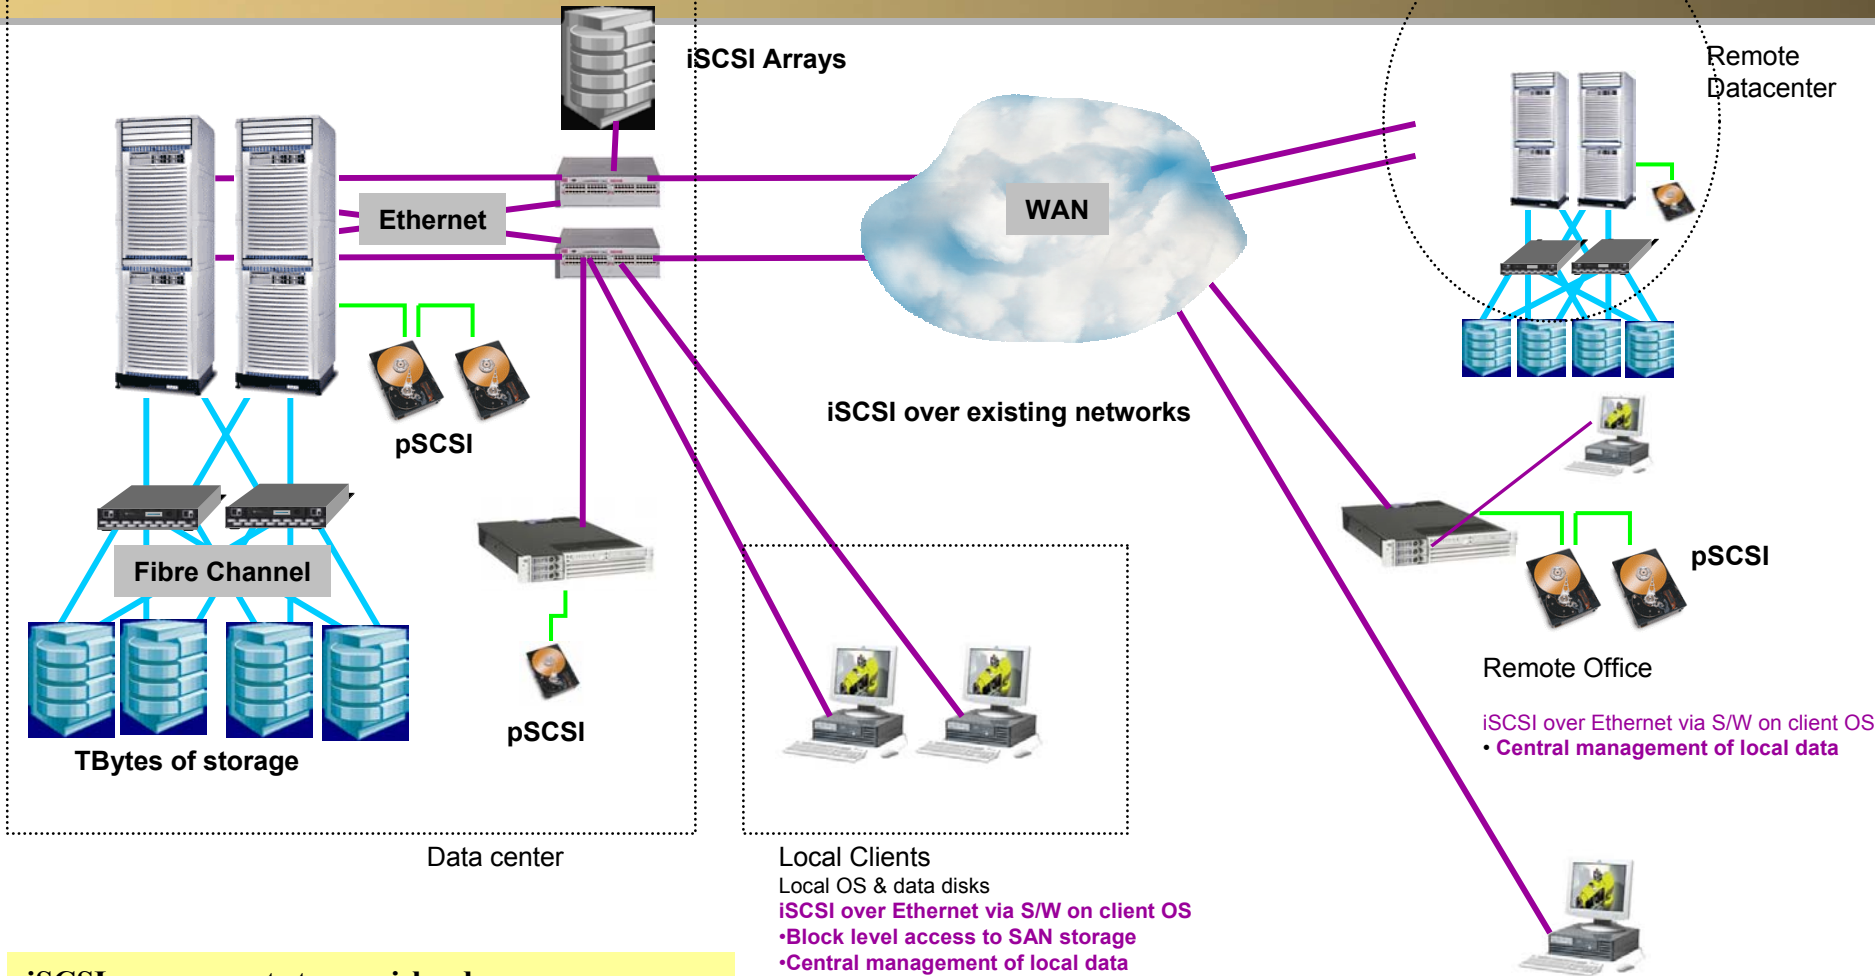 iSCSI Arrays
Remote
Datacenter
Ethernet
WAN
iSCSI over existing networks
pSCSI
Fibre Channel
pSCSI
Remote Office
iSCSI over Ethernet via S/W on client OS
• Central management of local data
pSCSI
TBytes of storage
Data center
Local Clients
Local OS & data disks
iSCSI over Ethernet via S/W on client OS
•Block level access to SAN storage
•Central management of local data